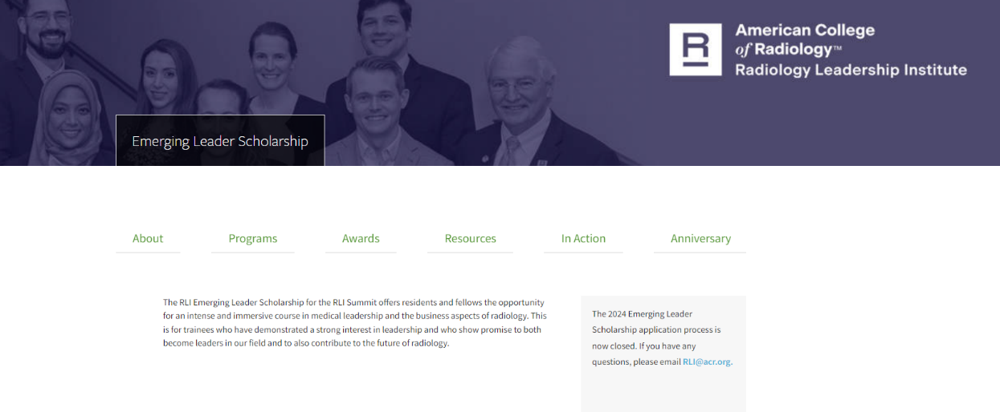 American College
of Radiology™
Radiology Leadership Institute
R
Emerging Leader Scholarship
About
Programs
Awards
Resources
In Action
Anniversary
The RLI Emerging Leader Scholarship for the RLI Summit offers residents and fellows the opportunity
for an intense and immersive course in medical leadership and the business aspects of radiology. This
is for trainees who have demonstrated a strong interest in leadership and who show promise to both
become leaders in our field and to also contribute to the future of radiology.
The 2024 Emerging Leader
Scholarship application process is
now closed. If you have any
questions, please email RLI@acr.org.